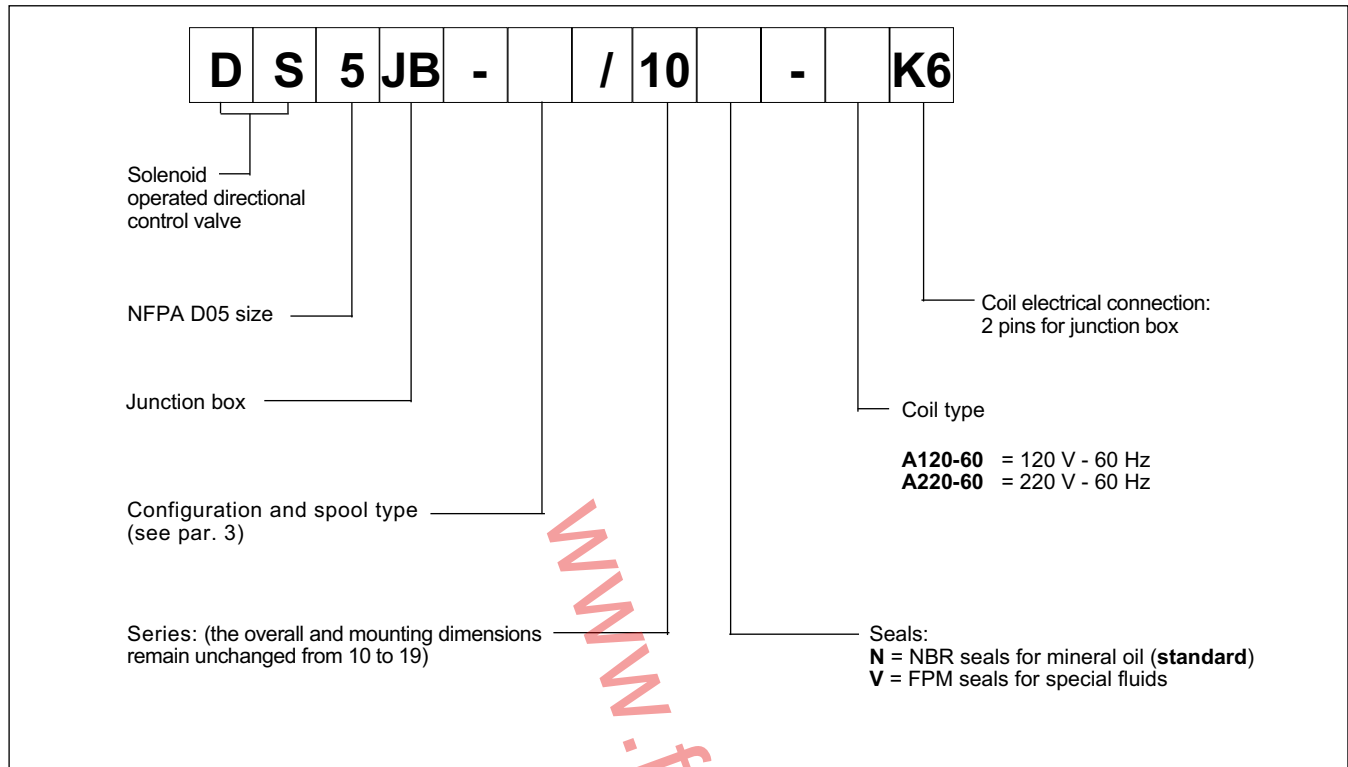 D S 5 JB - / 10 - K6
Solenoid
operated directional
control valve
NFPA D05 size
Coil electrical connection:
2 pins for junction box
Junction box
Coil type
A120-60 = 120 V - 60 Hz
A220-60 = 220 V - 60 Hz
Configuration and spool type
(see par. 3)
Series: (the overall and mounting dimensions
remain unchanged from 10 to 19)
Seals:
N = NBR seals for mineral oil (standard)
V = FPM seals for special fluids
www.f